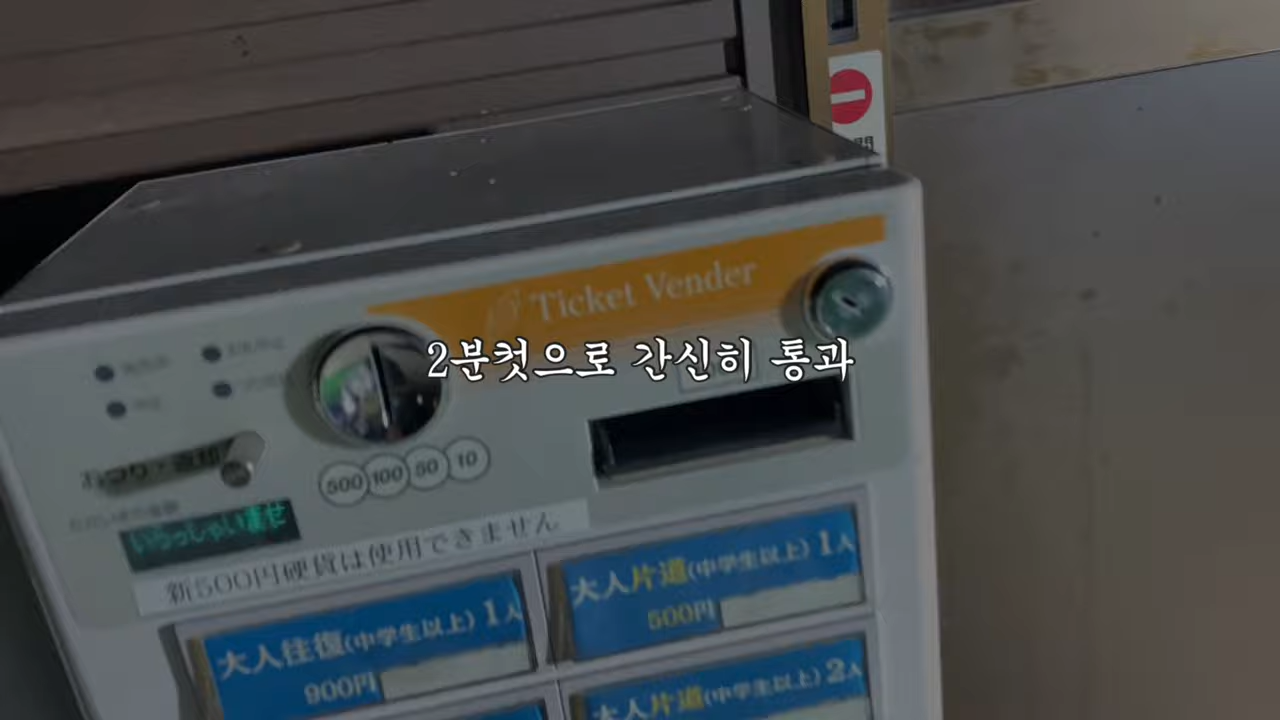 Ticket Vender
2분컷으로 간신히 통과
500 100 50 10
いらっしゃいませ
新500円硬貨は使用できません
大人片道(中学生以上) 1人
500円
大人往復(中学生以上) 1人
900円
大人片道(中学生以上) 2人